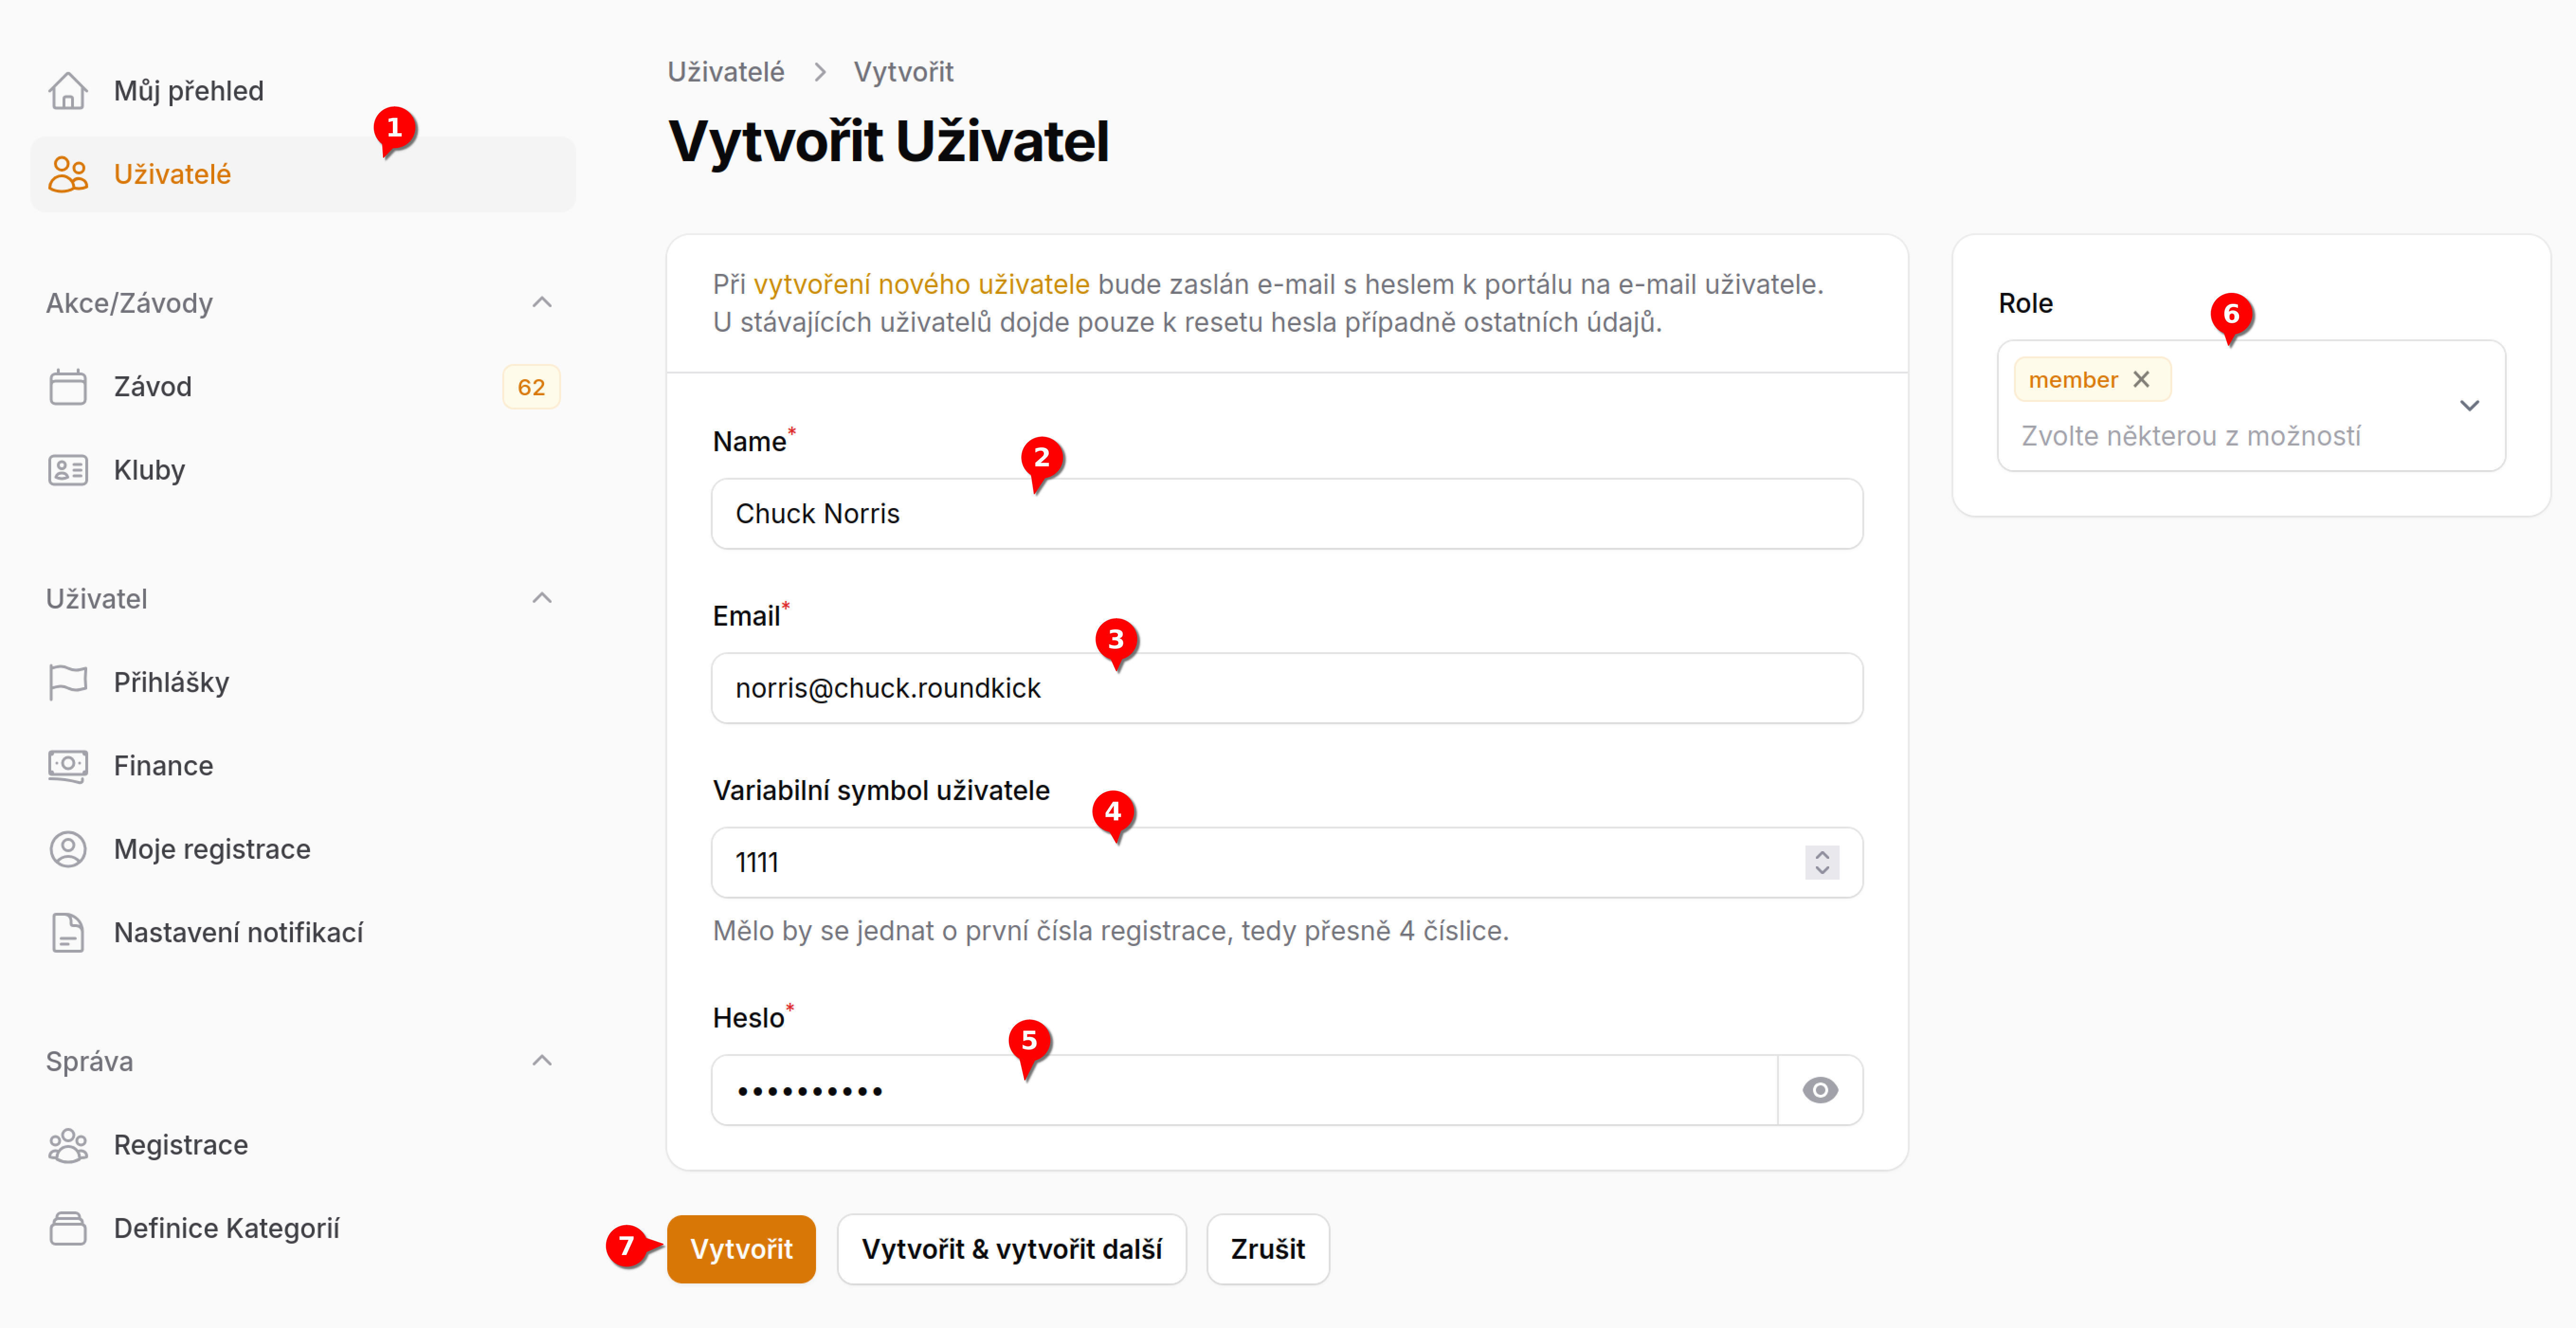 Můj přehled
1
Uživatelé
Akce/Závody
Závod
62
Kluby
Uživatel
Přihlášky
Finance
Moje registrace
Nastavení notifikací
Správa
Registrace
Definice Kategorií
Uživatelé > Vytvořit
Vytvořit Uživatel
Při vytvoření nového uživatele bude zaslán e-mail s heslem k portálu na e-mail uživatele.
U stávajících uživatelů dojde pouze k resetu hesla případně ostatních údajů.
Name*
2
Chuck Norris
Email*
3
norris@chuck.roundkick
Variabilní symbol uživatele
4
1111
Mělo by se jednat o první čísla registrace, tedy přesně 4 číslice.
Heslo*
5
••••••••••
7
Vytvořit
Vytvořit & vytvořit další
Zrušit
Role
6
member
Zvolte některou z možností